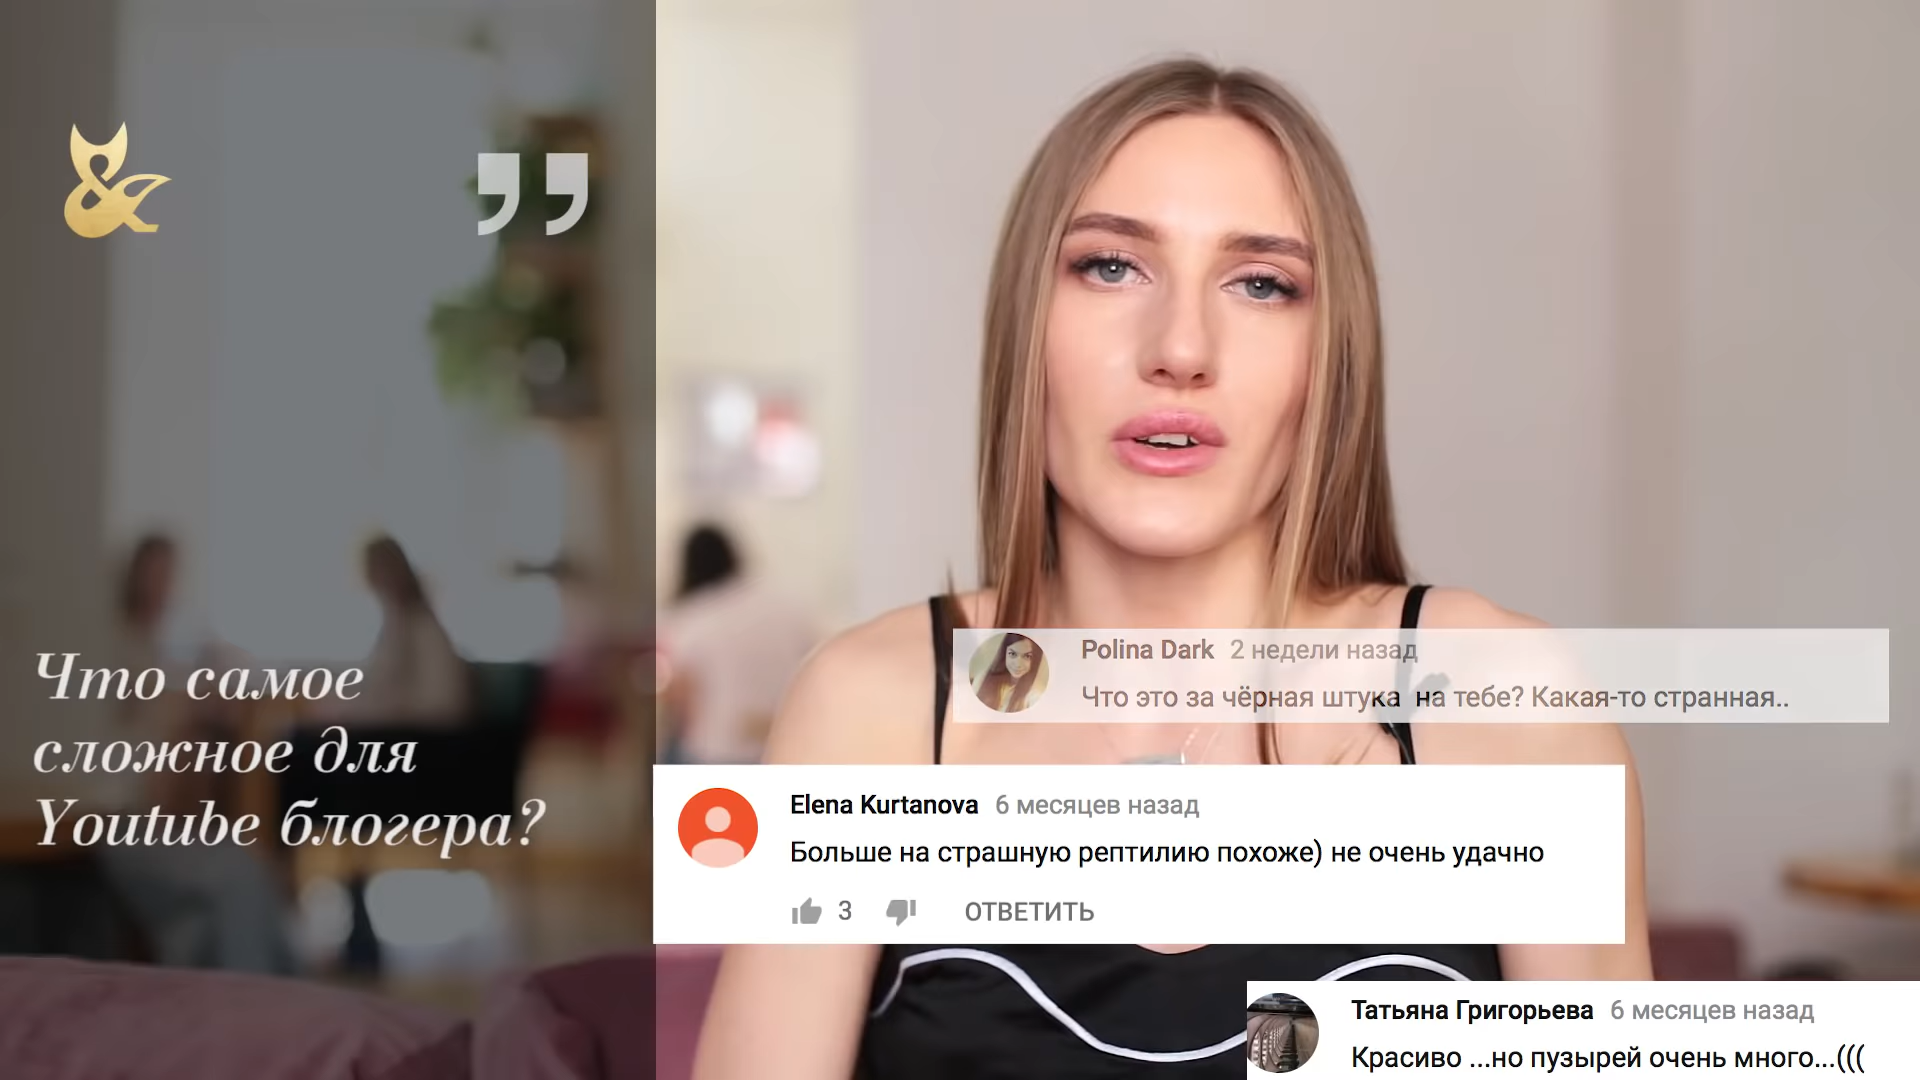 ”
Что самое
сложное для
Youtube блогера?
Polina Dark 2 недели назад
Что это за чёрная штука на тебе? Какая-то странная..
Elena Kurtanova 6 месяцев назад
Больше на страшную рептилию похоже) не очень удачно
3 ОТВЕТИТЬ
Татьяна Григорьева 6 месяцев назад
Красиво ...но пузырей очень много...(((